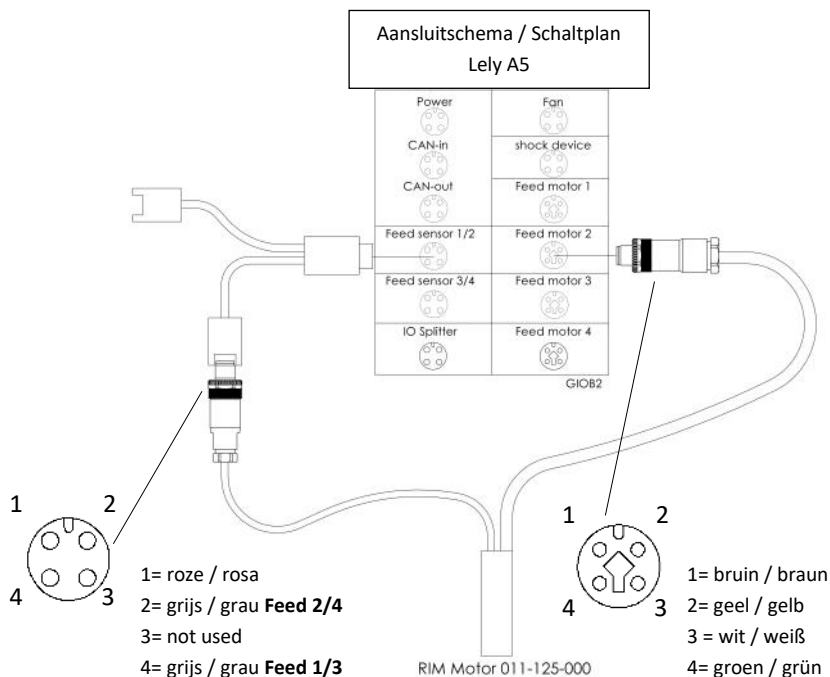 Aansluitschema / Schaltplan
Lely A5
Power
Fan
CAN-in
shock device
CAN-out
Feed motor 1
Feed sensor 1/2
Feed motor 2
Feed sensor 3/4
Feed motor 3
IO Splitter
Feed motor 4
GIOB2
1 2
4 3
1= roze / rosa
2= grijs / grau Feed 2/4
3= not used
4= grijs / grau Feed 1/3
RIM Motor 011-125-000
1 2
4 3
1= bruin / braun
2= geel / gelb
3 = wit / weiß
4= groen / grün